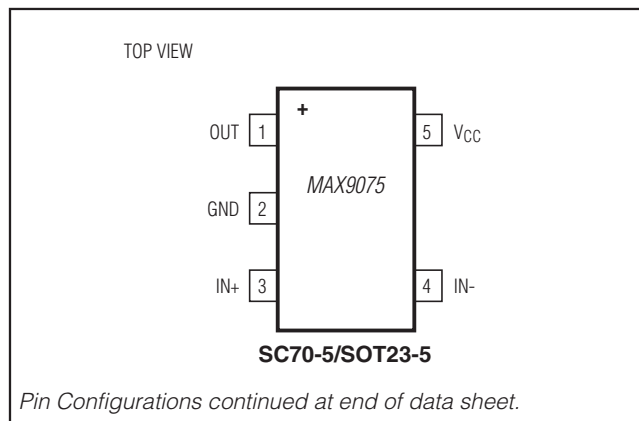 TOP VIEW
+
OUT 1
5 VCC
MAX9075
GND 2
IN+ 3
4 IN-
SC70-5/SOT23-5
Pin Configurations continued at end of data sheet.